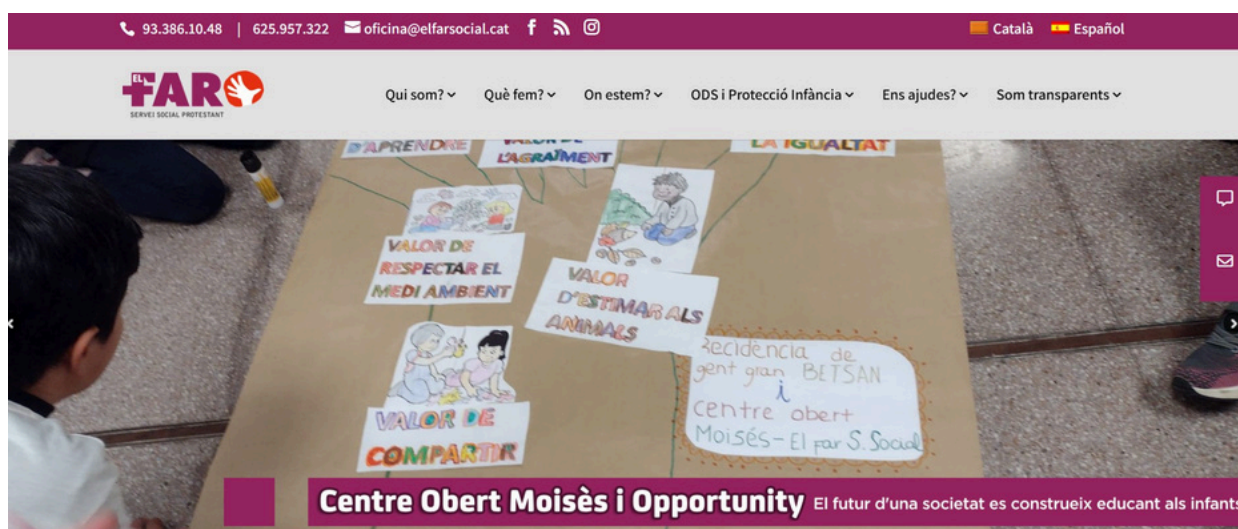 93.386.10.48 | 625.957.322 oficina@elfarsocial.cat
Català Español
EL FAR
SERVEI SOCIAL PROTESTANT
Qui som? Què fem? On estem? ODS i Protecció Infància Ens ajudes? Som transparents
D'APRENDRE
VALOR DE
L'AGRAÏMENT
LA IGUALTAT
VALOR DE
RESPECTAR EL
MEDI AMBIENT
VALOR
D'ESTIMAR ALS
ANIMALS
VALOR DE
COMPARTIR
Recidència de
gent gran BETSAN
i
centre obert
Moisés-El far S. Social
Centre Obert Moisès i Opportunity El futur d'una societat es construeix educant als infants